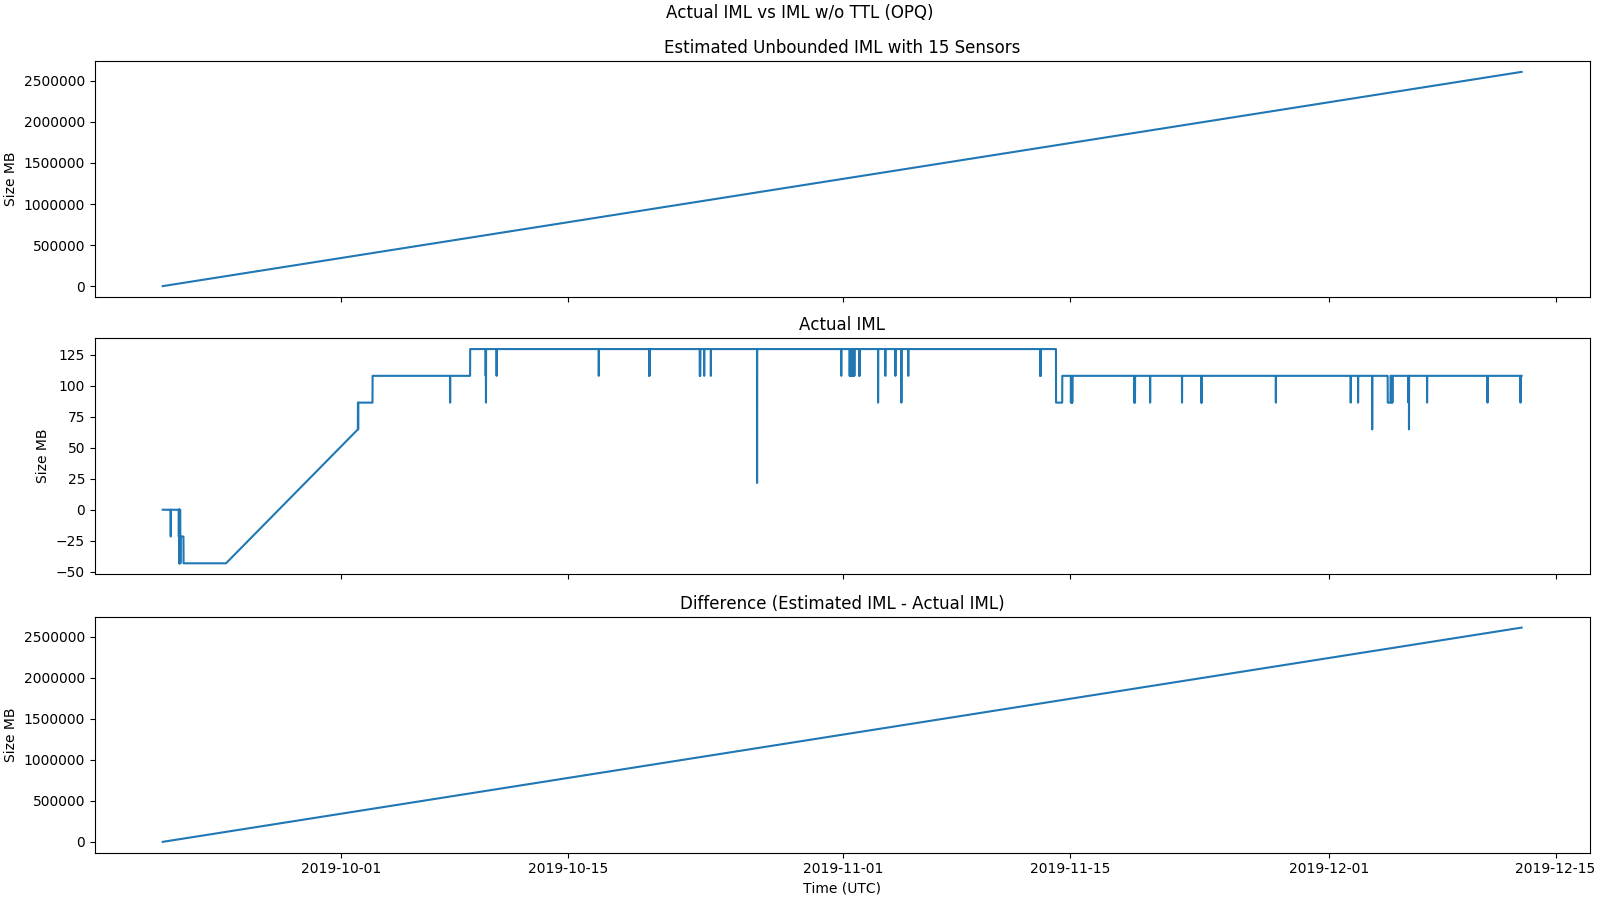 Actual IML vs IML w/o TTL (OPQ)
Estimated Unbounded IML with 15 Sensors
2500000
2000000
1500000
1000000
500000
0
Size MB
Actual IML
125
100
75
50
25
0
−25
−50
Size MB
Difference (Estimated IML - Actual IML)
2500000
2000000
1500000
1000000
500000
0
Size MB
2019-10-01 2019-10-15 2019-11-01 2019-11-15 2019-12-01 2019-12-15
Time (UTC)